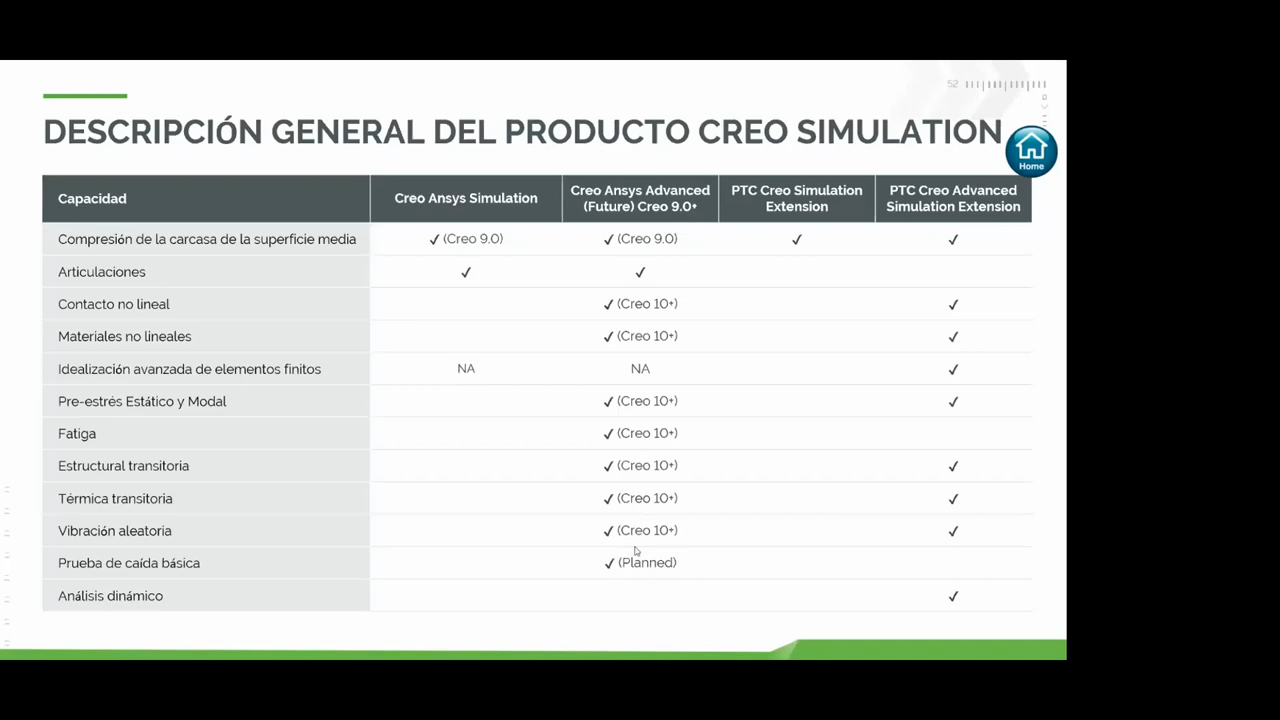 52
DESCRIPCIÓN GENERAL DEL PRODUCTO CREO SIMULATION
Home
Capacidad
Creo Ansys Simulation
Creo Ansys Advanced
(Future) Creo 9.0+
PTC Creo Simulation
Extension
PTC Creo Advanced
Simulation Extension
Compresión de la carcasa de la superficie media ✓ (Creo 9.0) ✓ (Creo 9.0) ✓ ✓
Articulaciones ✓ ✓
Contacto no lineal ✓ (Creo 10+) ✓
Materiales no lineales ✓ (Creo 10+) ✓
Idealización avanzada de elementos finitos NA NA ✓
Pre-estrés Estático y Modal ✓ (Creo 10+) ✓
Fatiga ✓ (Creo 10+)
Estructural transitoria ✓ (Creo 10+) ✓
Térmica transitoria ✓ (Creo 10+) ✓
Vibración aleatoria ✓ (Creo 10+) ✓
Prueba de caída básica ✓ (Planned)
Análisis dinámico ✓